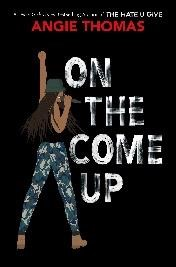 THE HATE U GIVE
ANGIE THOMAS
ON
THE
COME
UP